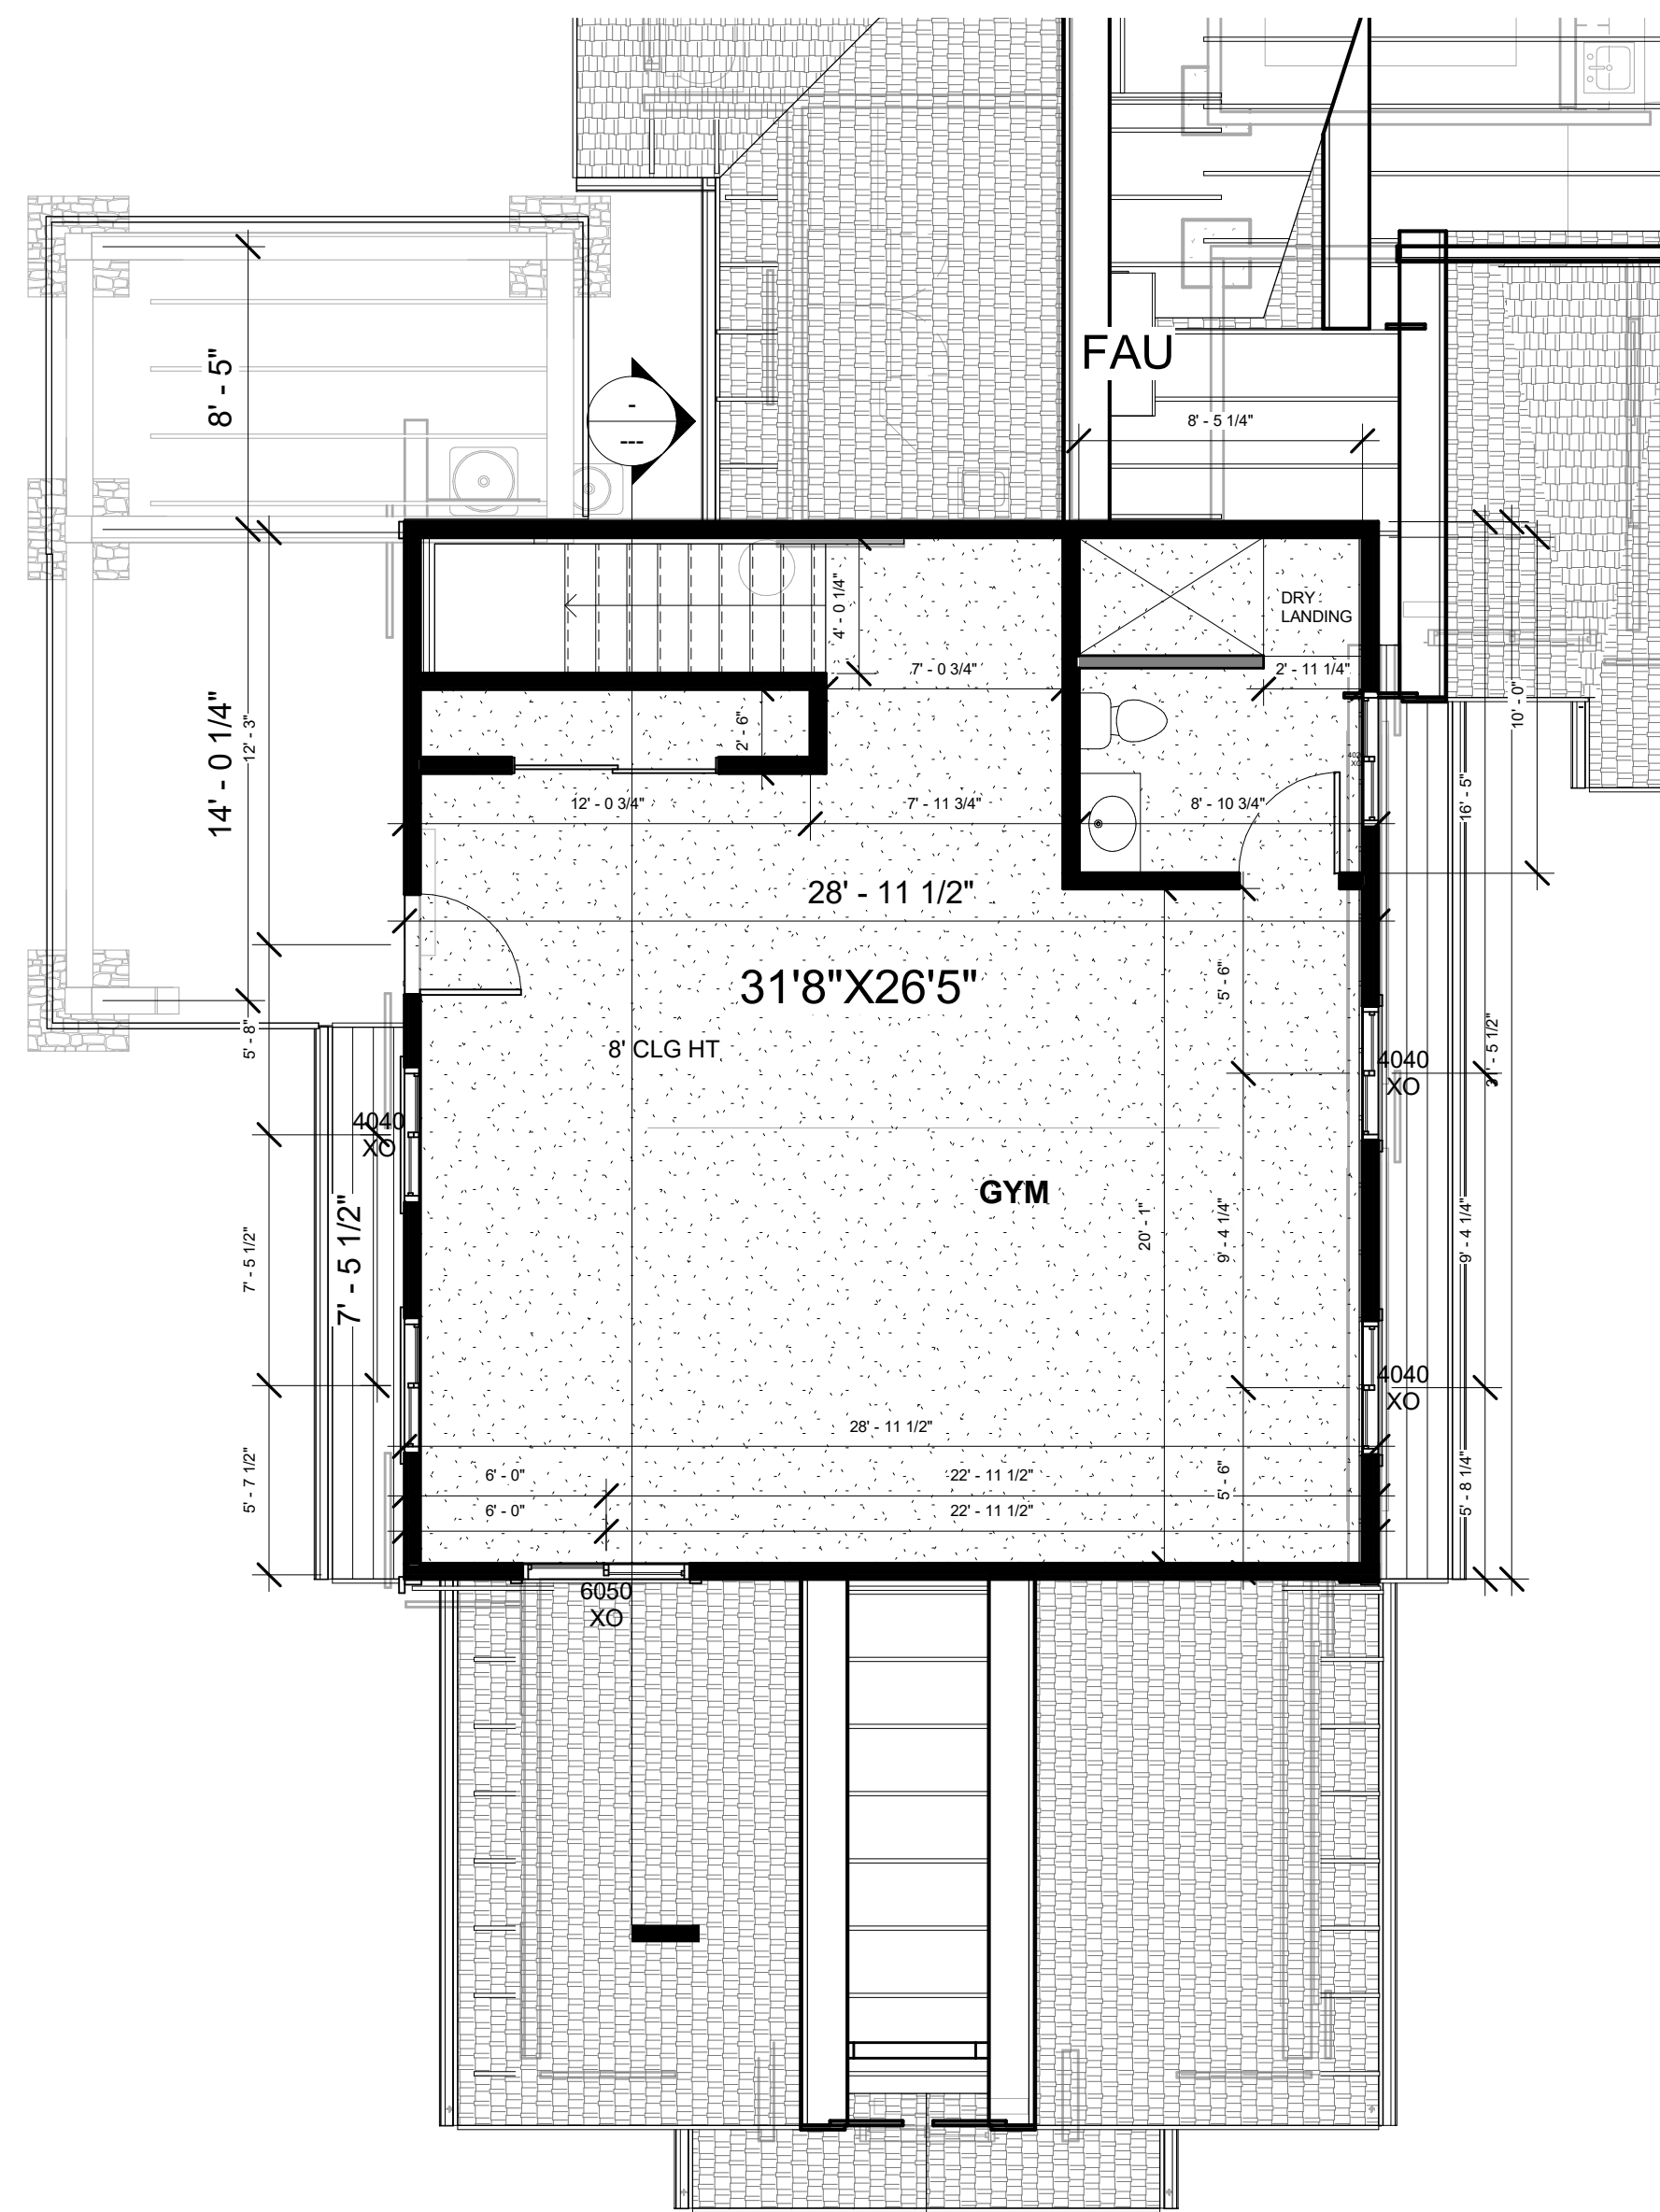 FAU
8' - 5 1/4"
8' - 5"
-
---
4' - 0 1/4"
DRY
LANDING
7' - 0 3/4"
2' - 11 1/4"
14' - 0 1/4"
12' - 3"
2' - 6"
10' - 0"
16' - 5"
12' - 0 3/4"
7' - 11 3/4"
8' - 10 3/4"
28' - 11 1/2"
31'8"X26'5"
5' - 6"
5' - 8"
8' CLG HT
4040
XO
5 1/2"
4040
XO
GYM
7' - 5 1/2"
7' - 5 1/2"
20' - 1"
9' - 4 1/4"
9' - 4 1/4"
4040
XO
28' - 11 1/2"
5' - 7 1/2"
6' - 0"
22' - 11 1/2"
5' - 6"
5' - 8 1/4"
6' - 0"
22' - 11 1/2"
6050
XO